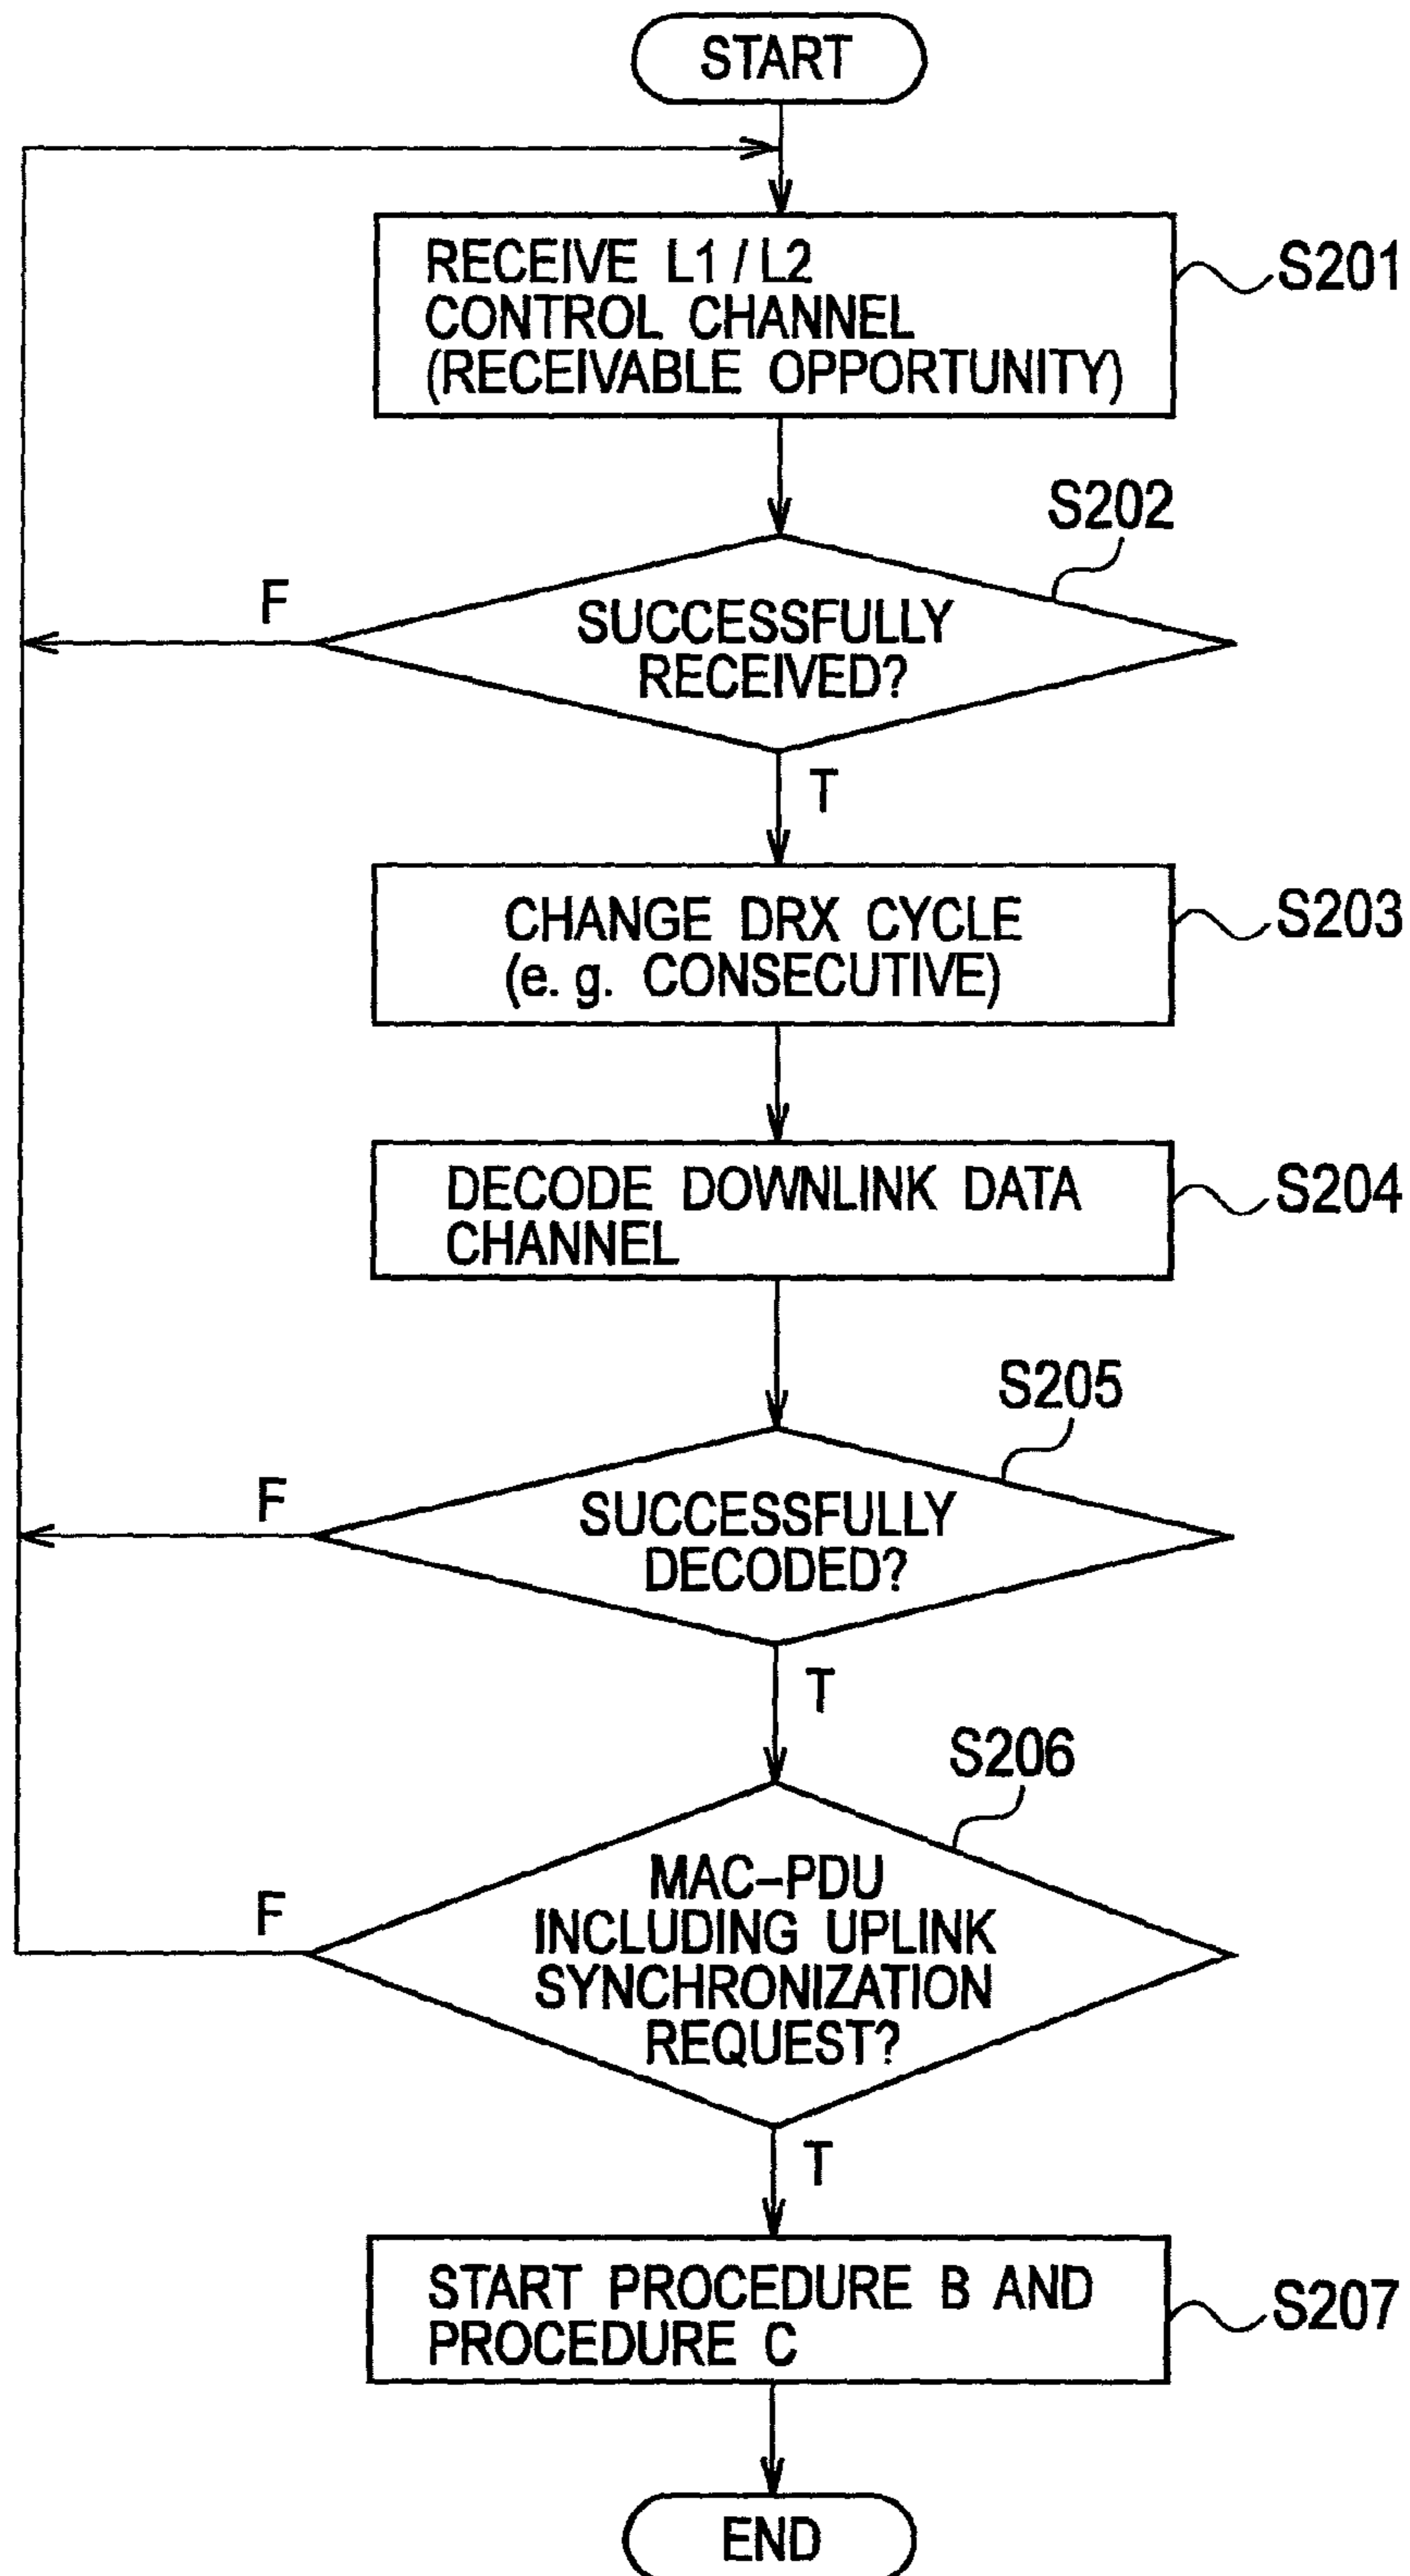 START
RECEIVE L1 / L2
CONTROL CHANNEL
(RECEIVABLE OPPORTUNITY)
S201
S202
F
SUCCESSFULLY
RECEIVED?
T
CHANGE DRX CYCLE
(e. g. CONSECUTIVE)
S203
DECODE DOWNLINK DATA
CHANNEL
S204
S205
F
SUCCESSFULLY
DECODED?
T
S206
F
MAC-PDU
INCLUDING UPLINK
SYNCHRONIZATION
REQUEST?
T
START PROCEDURE B AND
PROCEDURE C
S207
END